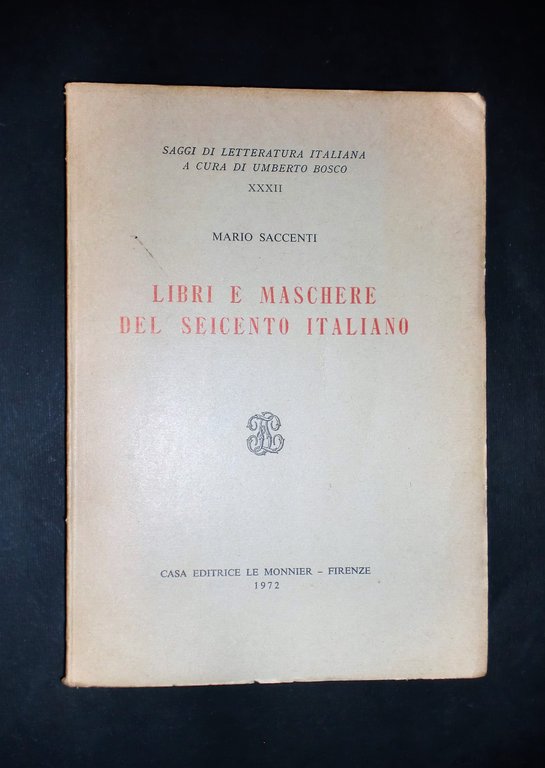 SAGGI DI LETTERATURA ITALIANA
A CURA DI UMBERTO BOSCO
XXXII
MARIO SACCENTI
LIBRI E MASCHERE
DEL SEICENTO ITALIANO
CASA EDITRICE LE MONNIER – FIRENZE
1972